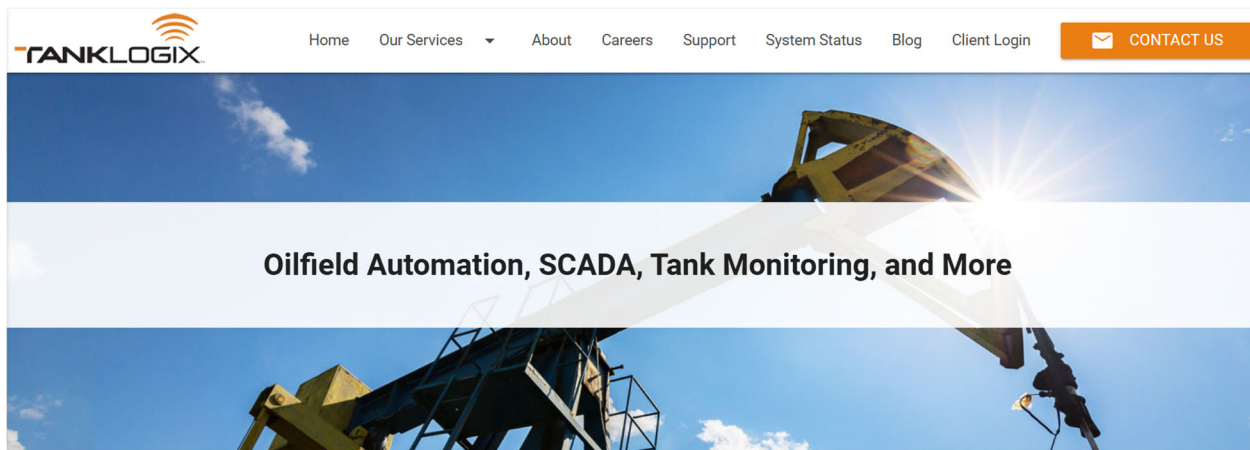 TANKLOGIX
Home Our Services About Careers Support System Status Blog Client Login CONTACT US
Oilfield Automation, SCADA, Tank Monitoring, and More